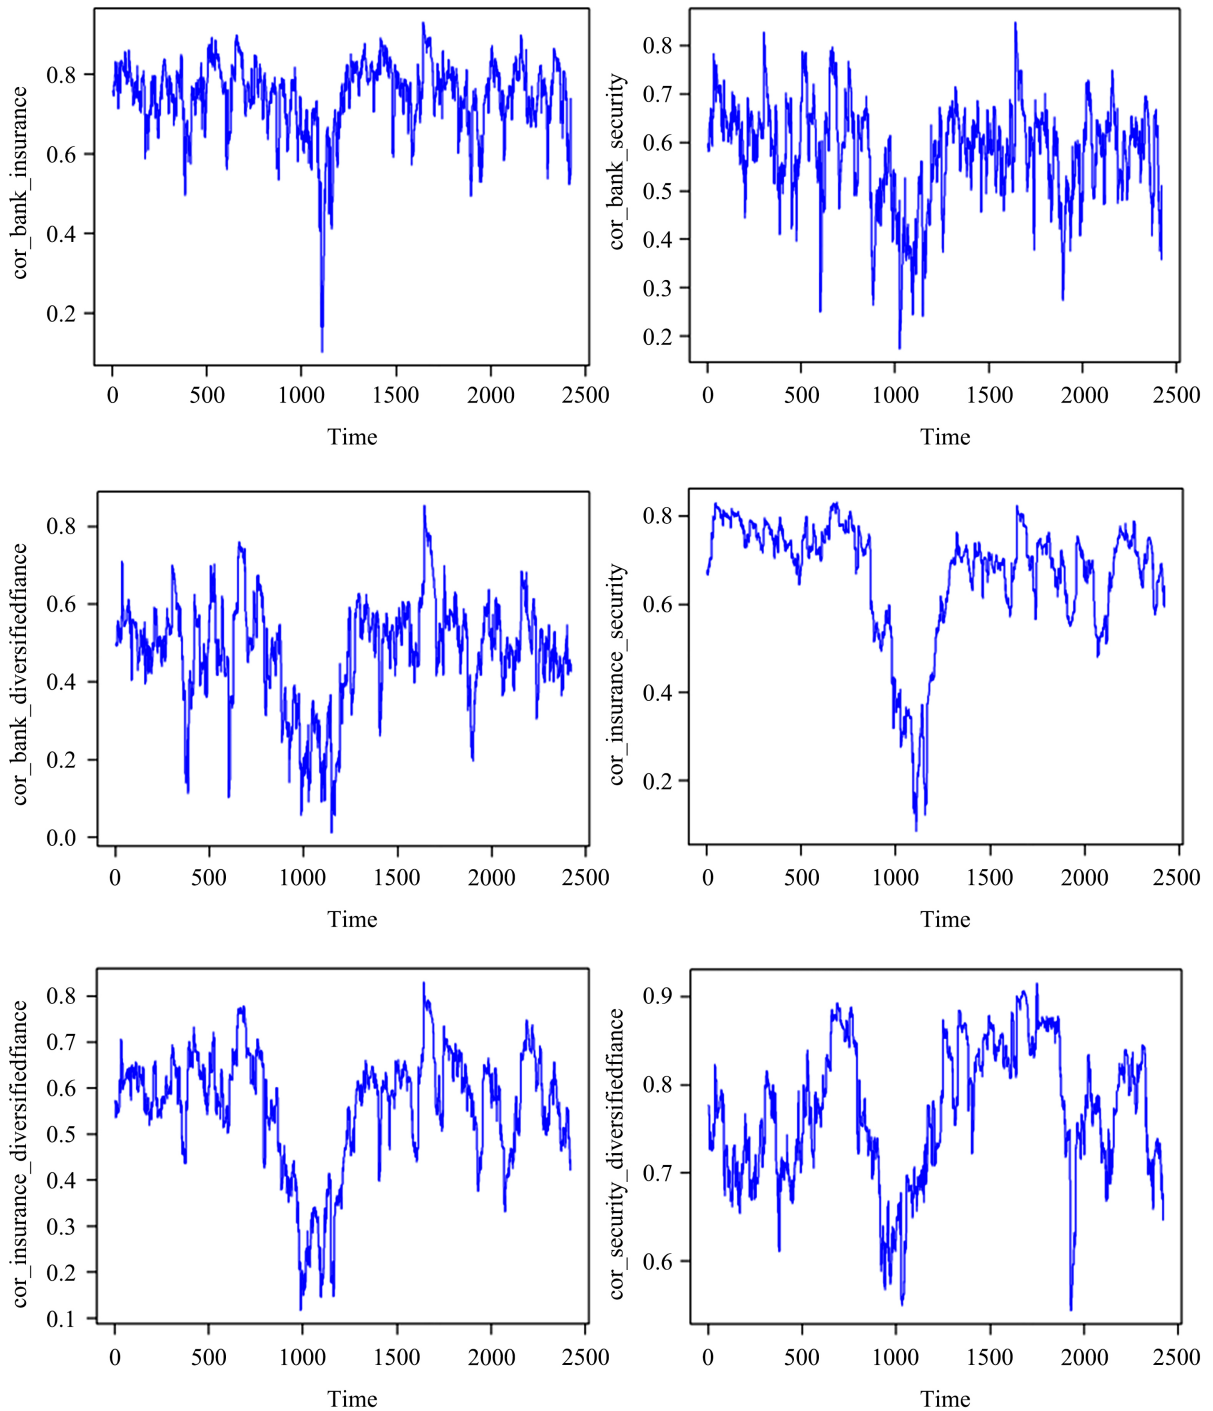 cor_bank_insurance
0.8
0.6
0.4
0.2
0 500 1000 1500 2000 2500
Time
cor_bank_security
0.8
0.7
0.6
0.5
0.4
0.3
0.2
0 500 1000 1500 2000 2500
Time
cor_bank_diversifiedfiance
0.8
0.6
0.4
0.2
0.0
0 500 1000 1500 2000 2500
Time
cor_insurance_security
0.8
0.6
0.4
0.2
0 500 1000 1500 2000 2500
Time
cor_insurance_diversifiedfiance
0.8
0.7
0.6
0.5
0.4
0.3
0.2
0.1
0 500 1000 1500 2000 2500
Time
cor_security_diversifiedfiance
0.9
0.8
0.7
0.6
0 500 1000 1500 2000 2500
Time